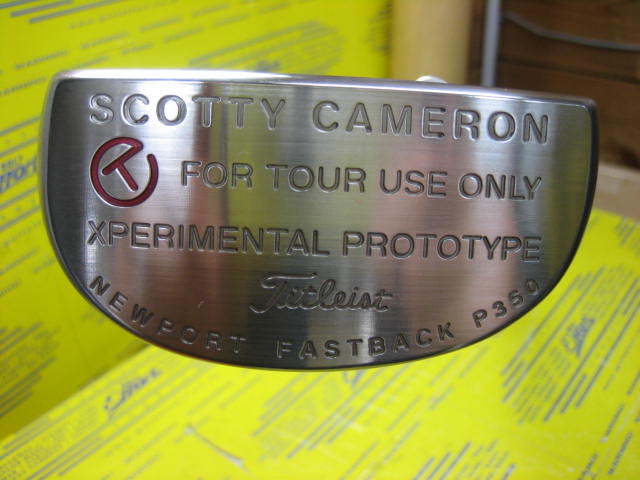 SCOTTY CAMERON
T FOR TOUR USE ONLY
XPERIMENTAL PROTOTYPE
Titleist
NEWPORT FASTBACK P350